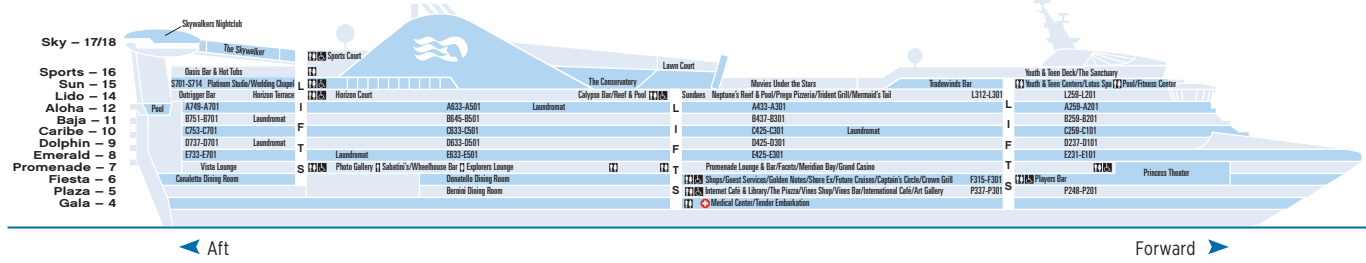 Skywalkers Nightclub
Sky – 17/18
The Skywalker
Sports Court
Lawn Court
Sports – 16 Oasis Bar & Hot Tubs Youth & Teen Deck/The Sanctuary
Sun – 15 S701-S714 Platinum Studio/Wedding Chapel The Conservatory Movies Under the Stars Tradewinds Bar Youth & Teen Centers/Lotus Spa Pool/Fitness Center
Lido – 14 Outrigger Bar Horizon Terrace Horizon Court Calypso Bar/Reef & Pool Sundaes Neptune's Reef & Pool/Prego Pizzeria/Trident Grill/Mermaid's Tail L312-L301 L259-L201
Aloha – 12 Pool A749-A701 A633-A501 Laundromat A433-A301 A259-A201
Baja – 11 B751-B701 Laundromat B645-B501 B437-B301 B259-B201
Caribe – 10 C753-C701 C633-C501 C425-C301 Laundromat C259-C101
Dolphin – 9 D737-D701 Laundromat D633-D501 D425-D301 D237-D101
Emerald – 8 E733-E701 Laundromat E633-E501 E425-E301 E231-E101
Promenade – 7 Vista Lounge Photo Gallery Sabatini's/Wheelhouse Bar Explorers Lounge Promenade Lounge & Bar/Facets/Meridian Bay/Grand Casino Princess Theater
Fiesta – 6 Canaletto Dining Room Donatello Dining Room Shops/Guest Services/Golden Notes/Shore Ex/Future Cruises/Captain's Circle/Crown Grill F315-F301 Players Bar
Plaza – 5 Bernini Dining Room Internet Café & Library/The Piazza/Vines Shop/Vines Bar/International Café/Art Gallery P337-P301 P248-P201
Gala – 4 Medical Center/Tender Embarkation
LIFTS
LIFTS
LIFTS
Aft Forward